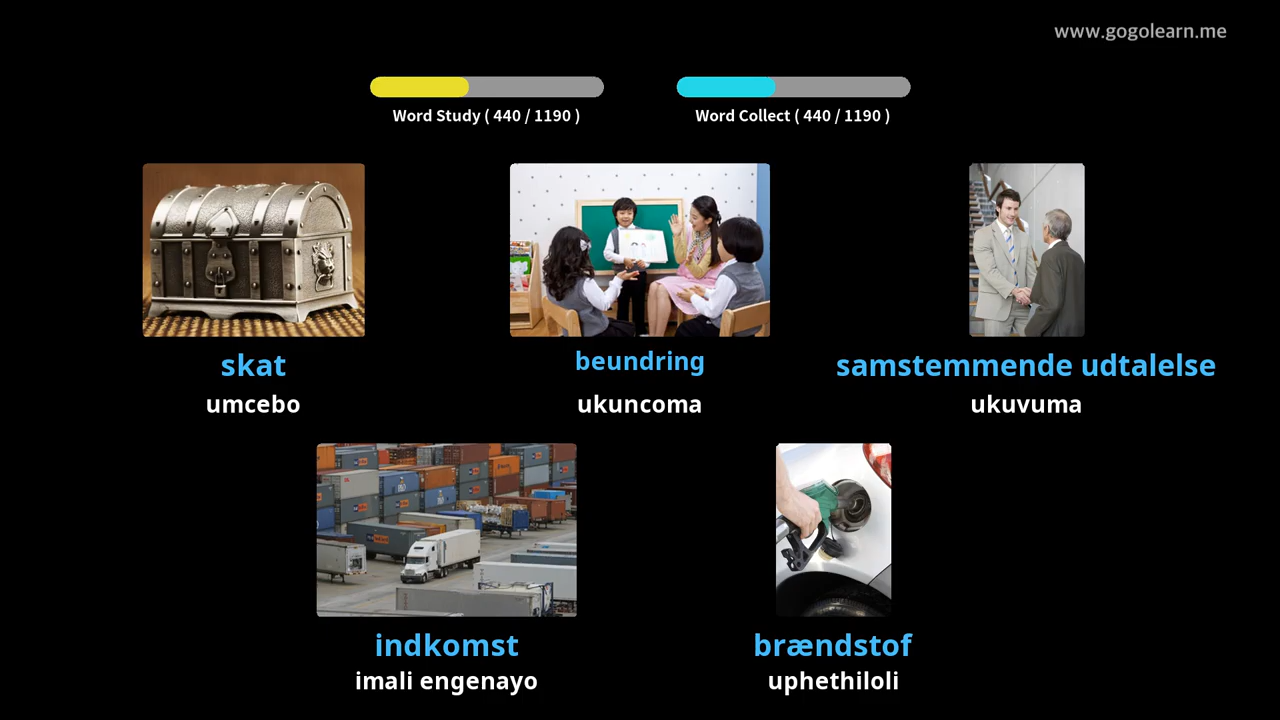 www.gogolearn.me
Word Study ( 440 / 1190 )
Word Collect ( 440 / 1190 )
skat
beundring
samstemmende udtalelse
umcebo
ukuncoma
ukuvuma
indkomst
brændstof
imali engenayo
uphethiloli